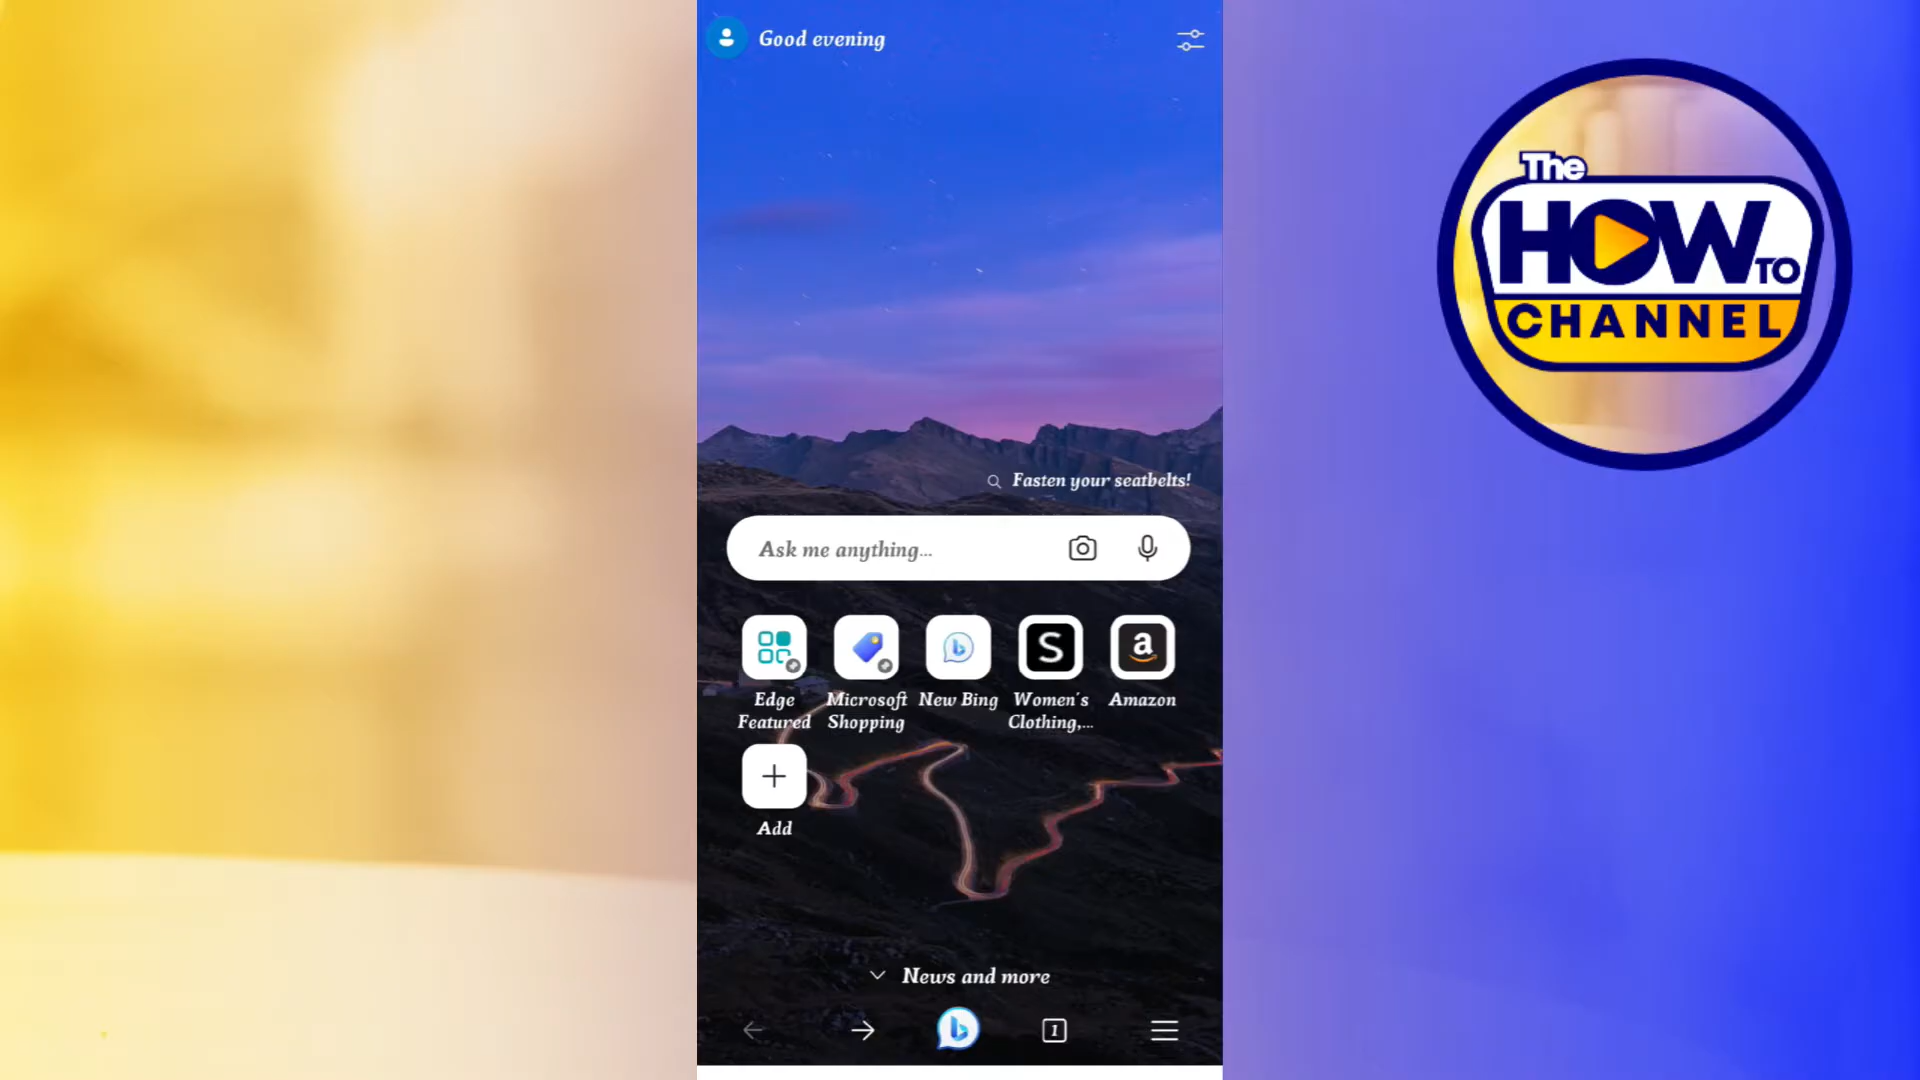 Good evening
The
HOW TO
CHANNEL
Fasten your seatbelts!
Ask me anything...
S
a
Edge
Featured
Microsoft
Shopping
New Bing
Women's
Clothing,...
Amazon
Add
News and more
1